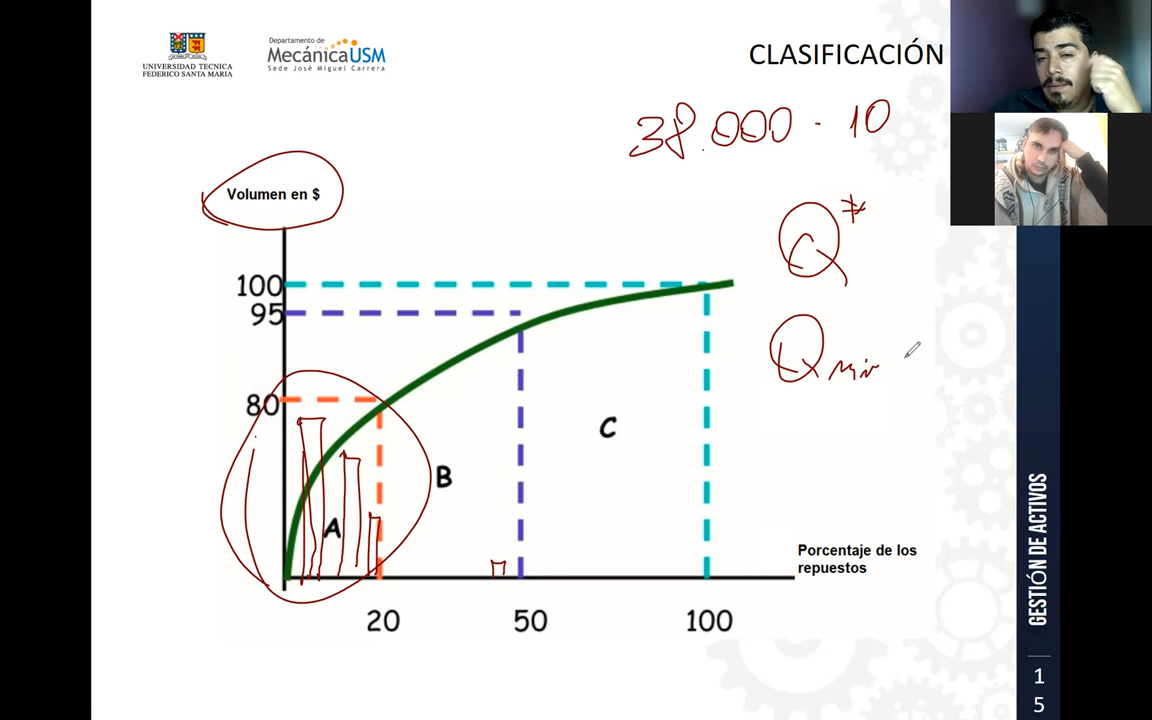 UNIVERSIDAD TECNICA
FEDERICO SANTA MARIA
Departamento de
MecánicaUSM
Sede José Miguel Carrera
CLASIFICACIÓN
38.000 . 10
Volumen en $
Q*
100
95
Qmin
80
C
B
A
Porcentaje de los
repuestos
20 50 100
GESTIÓN DE ACTIVOS
1
5